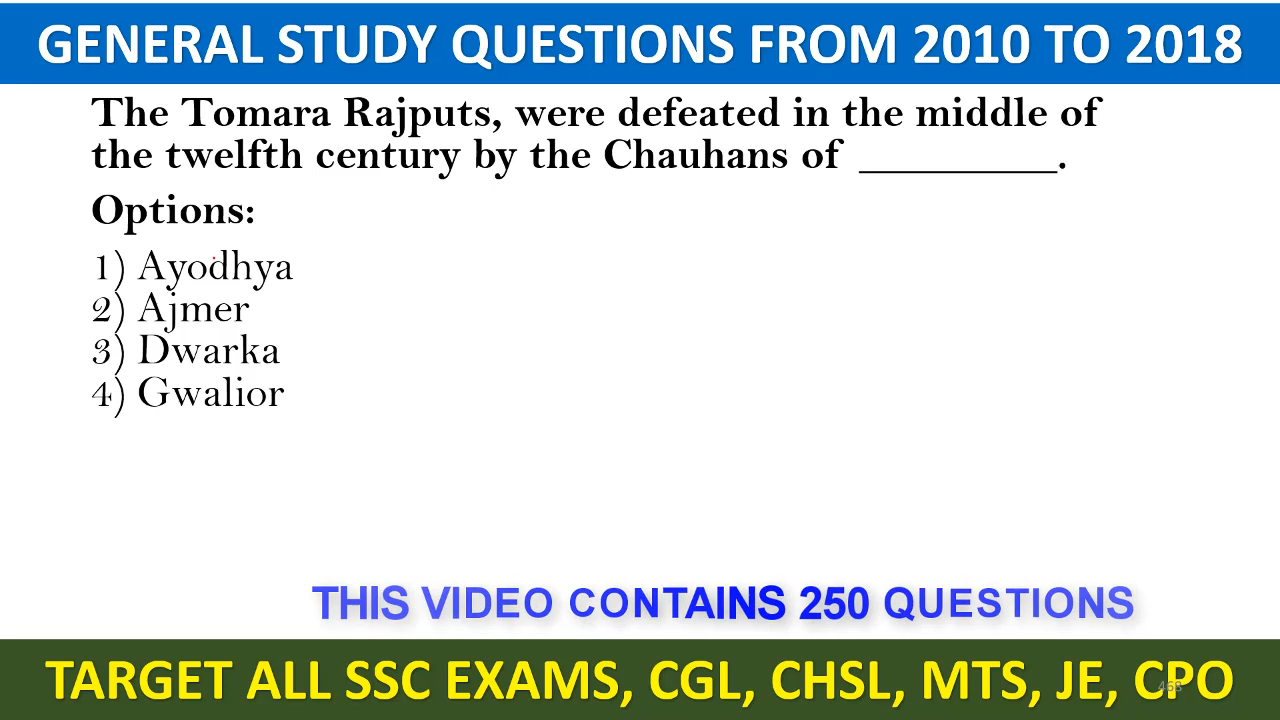 GENERAL STUDY QUESTIONS FROM 2010 TO 2018
The Tomara Rajputs, were defeated in the middle of
the twelfth century by the Chauhans of __________.
Options:
1) Ayodhya
2) Ajmer
3) Dwarka
4) Gwalior
THIS VIDEO CONTAINS 250 QUESTIONS
TARGET ALL SSC EXAMS, CGL, CHSL, MTS, JE, CPO